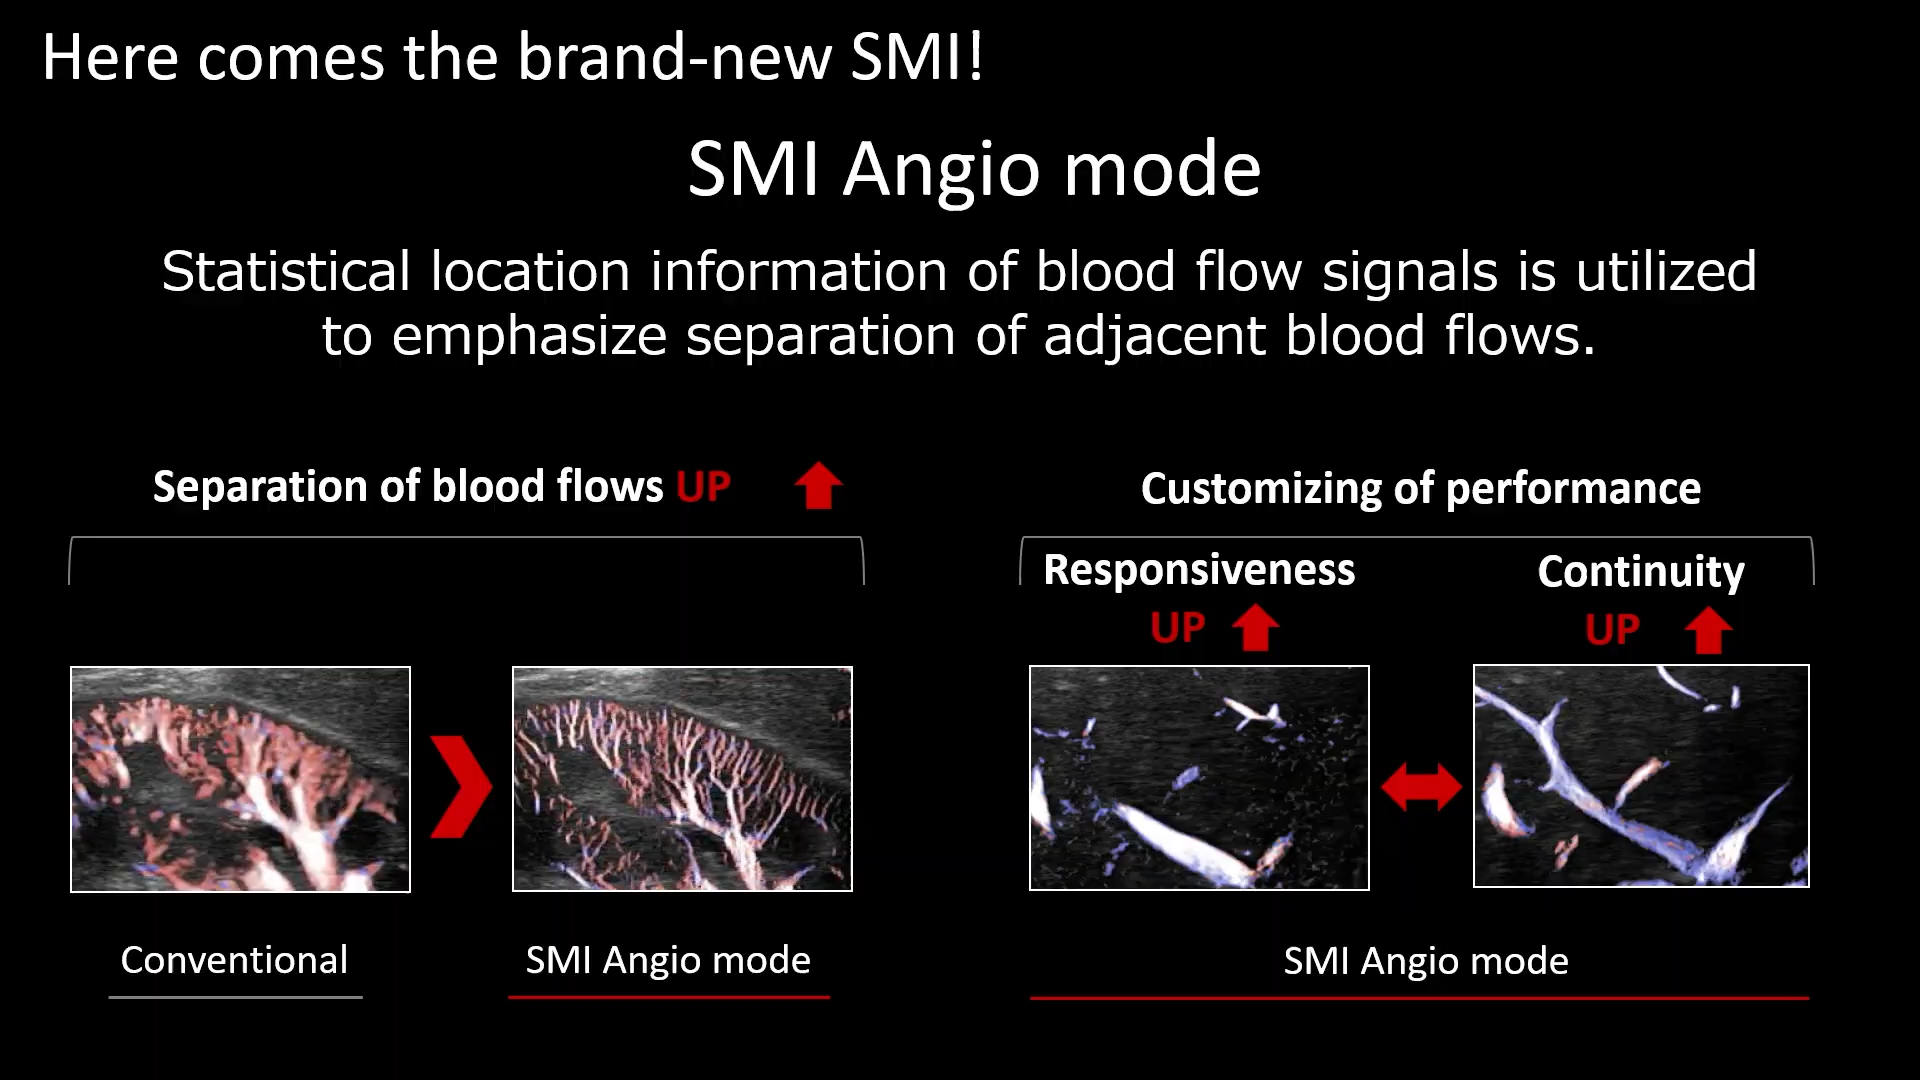 Here comes the brand-new SMI!
SMI Angio mode
Statistical location information of blood flow signals is utilized
to emphasize separation of adjacent blood flows.
Separation of blood flows UP
Customizing of performance
Responsiveness
UP
Continuity
UP
Conventional
SMI Angio mode
SMI Angio mode